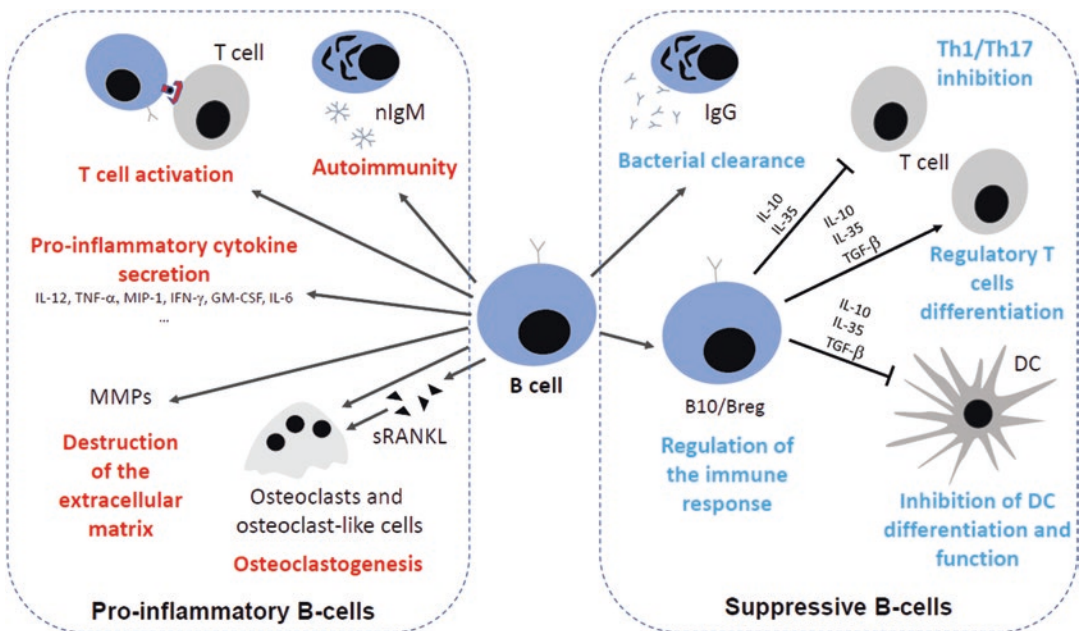 T cell
T cell activation
nIgM
Autoimmunity
Pro-inflammatory cytokine
secretion
IL-12, TNF-α, MIP-1, IFN-γ, GM-CSF, IL-6
...
MMPs
Destruction
of the
extracellular
matrix
sRANKL
Osteoclasts and
osteoclast-like cells
Osteoclastogenesis
Pro-inflammatory B-cells
B cell
IgG
Bacterial clearance
Th1/Th17
inhibition
T cell
IL-10
IL-35
IL-10
IL-35
TGF-β
Regulatory T
cells
differentiation
IL-10
IL-35
TGF-β
B10/Breg
Regulation of
the immune
response
DC
Inhibition of DC
differentiation and
function
Suppressive B-cells